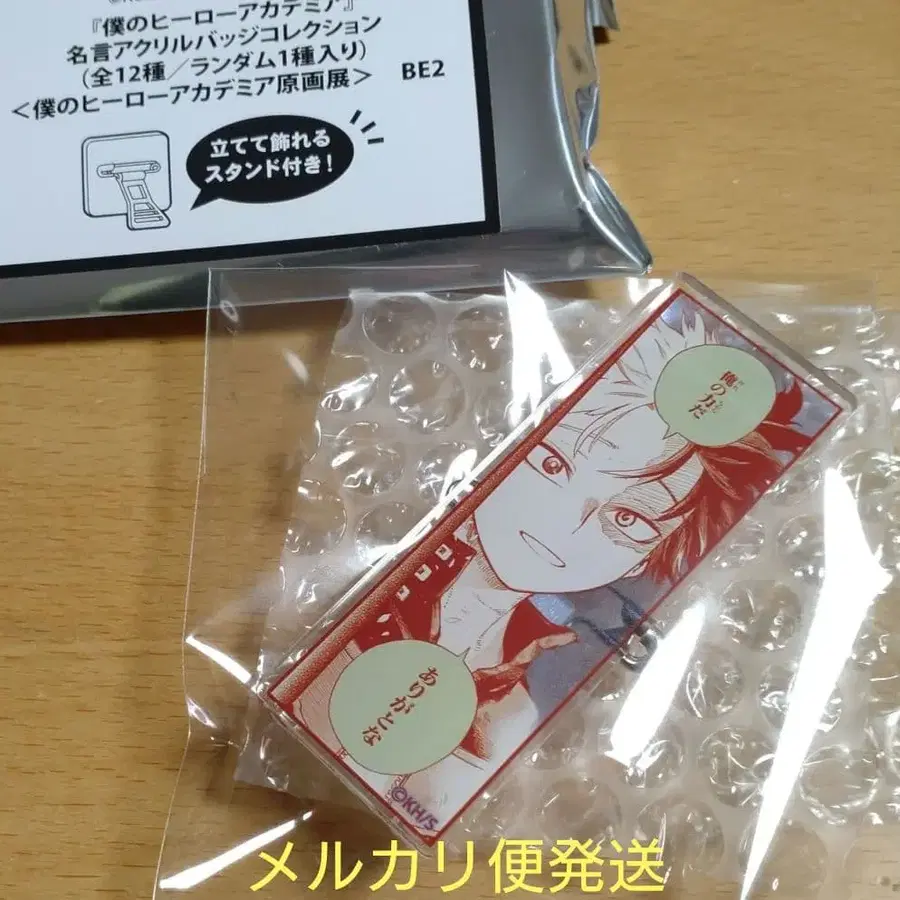 『僕のヒーローアカデミア』
名言アクリルバッジコレクション
（全12種／ランダム1種入り）
＜僕のヒーローアカデミア原画展＞
BE2
立てて飾れる
スタンド付き！
俺の力だ
ありがとな
©KH/S
メルカリ便発送